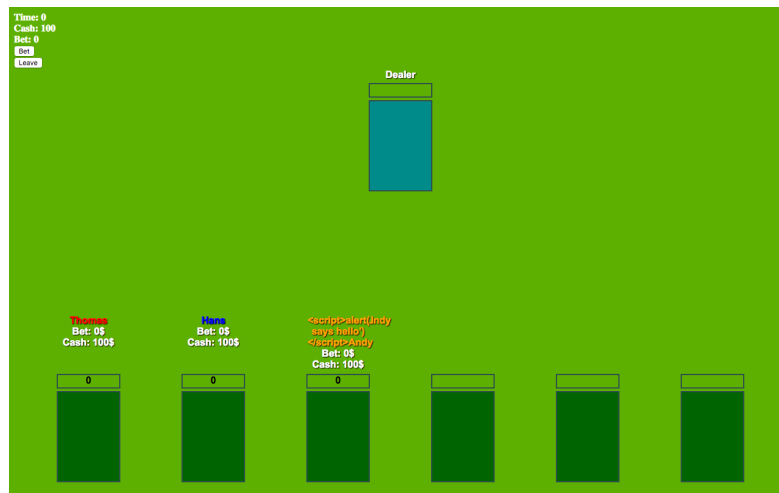 Time: 0
Cash: 100
Bet: 0
Bet
Leave
Dealer
Thomas
Bet: 0$
Cash: 100$
0
Hans
Bet: 0$
Cash: 100$
0
<script>alert(Jndy
says hello')
</script>Andy
Bet: 0$
Cash: 100$
0